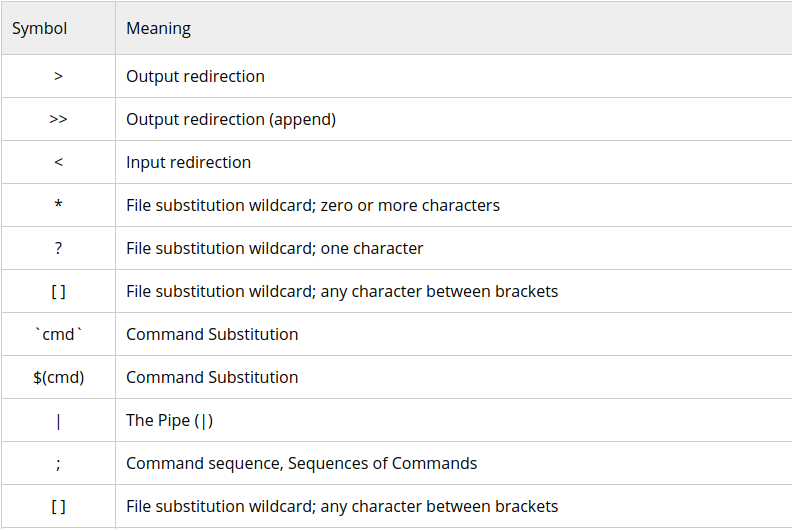 Symbol Meaning
> Output redirection
>> Output redirection (append)
< Input redirection
* File substitution wildcard; zero or more characters
? File substitution wildcard; one character
[ ] File substitution wildcard; any character between brackets
`cmd` Command Substitution
$(cmd) Command Substitution
| The Pipe (|)
; Command sequence, Sequences of Commands
[ ] File substitution wildcard; any character between brackets